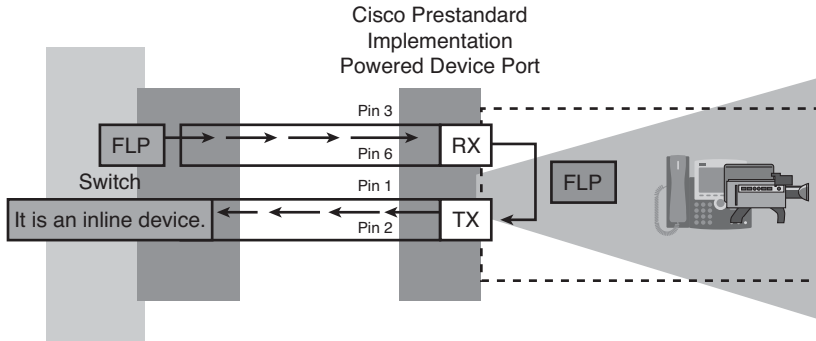 Cisco Prestandard
Implementation
Powered Device Port
Pin 3
FLP
Pin 6
RX
Switch
Pin 1
FLP
It is an inline device.
Pin 2
TX